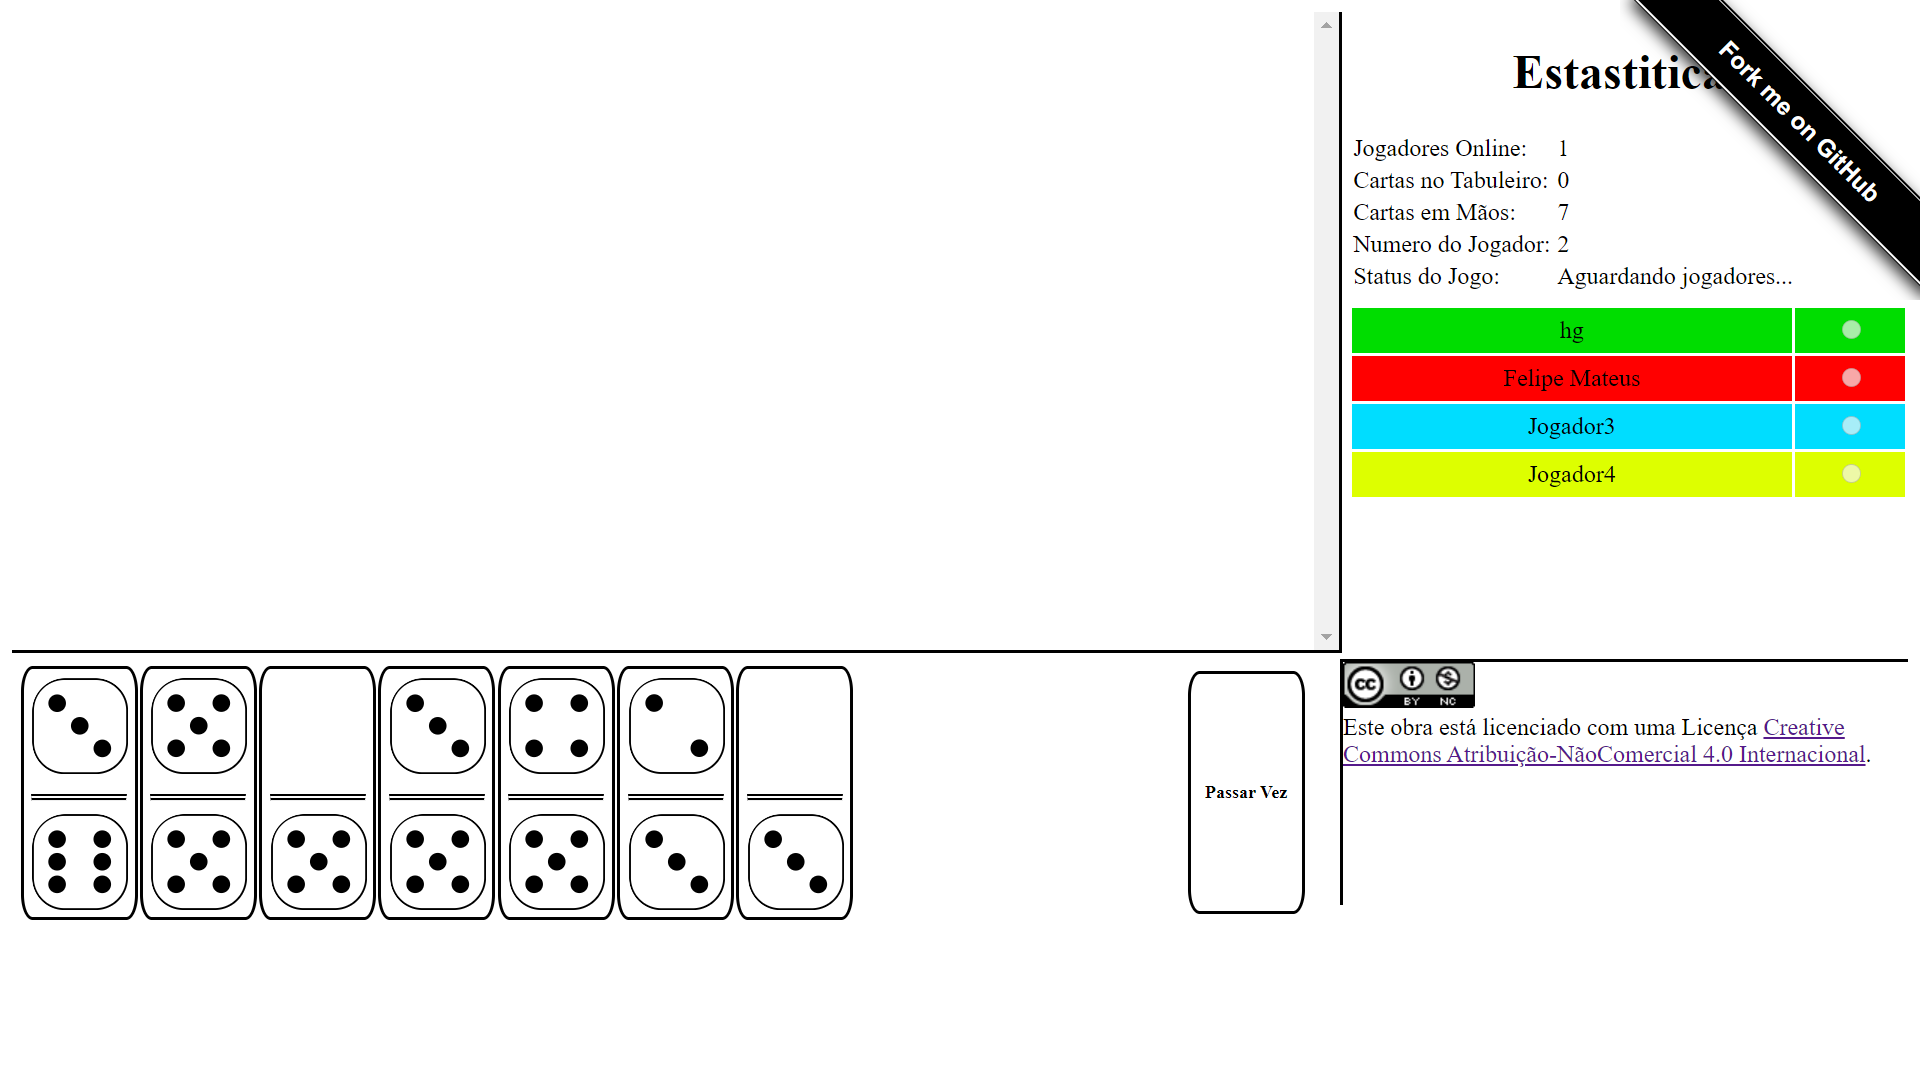 Estastitica
Fork me on GitHub
Jogadores Online: 1
Cartas no Tabuleiro: 0
Cartas em Mãos: 7
Numero do Jogador: 2
Status do Jogo: Aguardando jogadores...
hg
Felipe Mateus
Jogador3
Jogador4
Passar Vez
cc
BY NC
Este obra está licenciado com uma Licença Creative
Commons Atribuição-NãoComercial 4.0 Internacional.